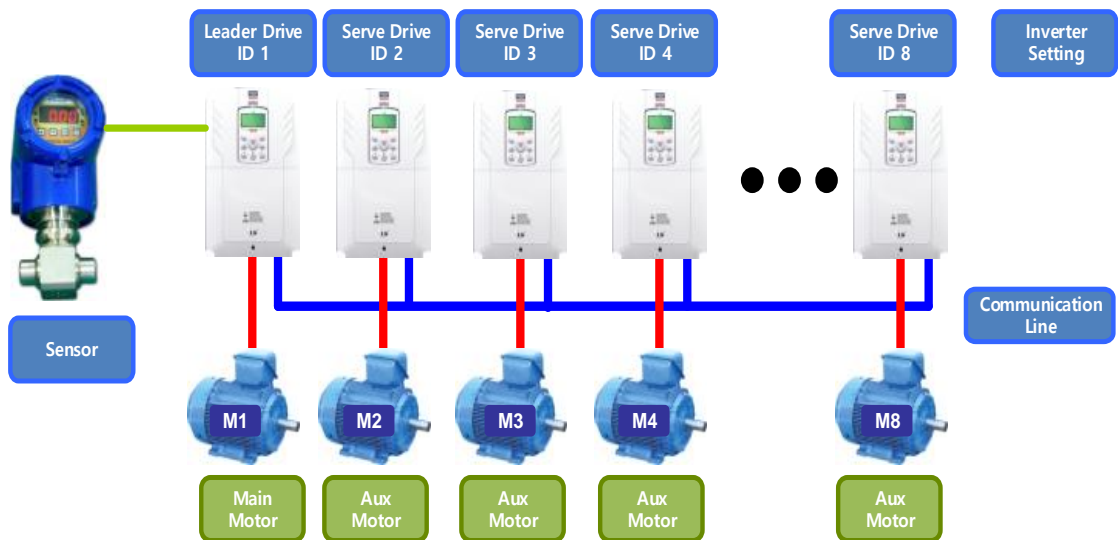 Leader Drive
ID 1
Serve Drive
ID 2
Serve Drive
ID 3
Serve Drive
ID 4
Serve Drive
ID 8
Inverter
Setting
Communication
Line
Sensor
M1
M2
M3
M4
M8
Main
Motor
Aux
Motor
Aux
Motor
Aux
Motor
Aux
Motor